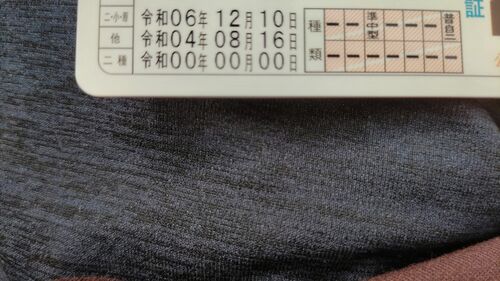 二・小・原 令和06年12月10日
他 令和04年08月16日
二種 令和00年00月00日
種類
－ － 準中型 － － － 普自二
－ － － － － － －
証